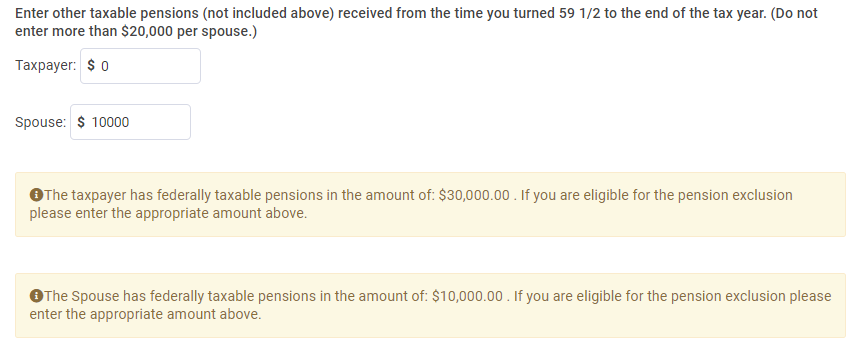 Enter other taxable pensions (not included above) received from the time you turned 59 1/2 to the end of the tax year. (Do not
enter more than $20,000 per spouse.)
Taxpayer: $ 0
Spouse: $ 10000
The taxpayer has federally taxable pensions in the amount of: $30,000.00 . If you are eligible for the pension exclusion
please enter the appropriate amount above.
The Spouse has federally taxable pensions in the amount of: $10,000.00 . If you are eligible for the pension exclusion please
enter the appropriate amount above.